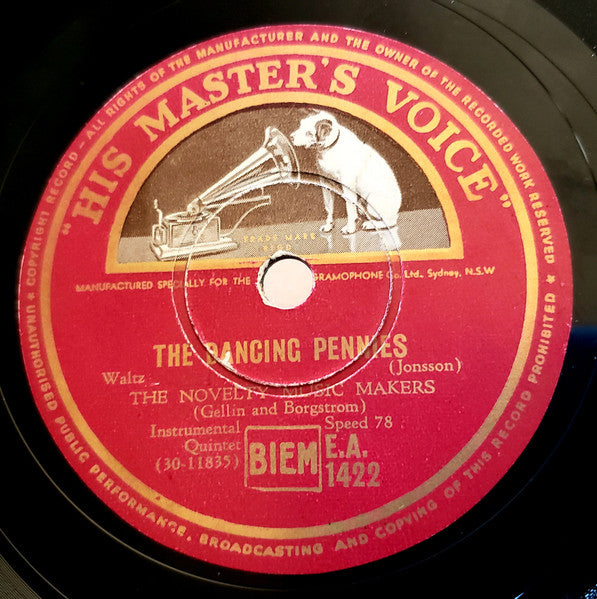 COPYRIGHT RECORD — ALL RIGHTS OF THE MANUFACTURER AND THE OWNER OF THE RECORDED WORK RESERVED
"HIS MASTER'S VOICE"
TRADE MARK
MANUFACTURED SPECIALLY FOR THE GRAMOPHONE Co. Ltd., Sydney, N.S.W
THE DANCING PENNIES
Waltz (Jonsson)
THE NOVELTY MUSIC MAKERS
(Gellin and Borgstrom)
Instrumental Speed 78
Quintet
(30-11835) BIEM E.A.
1422
UNAUTHORISED PUBLIC PERFORMANCE, BROADCASTING AND COPYING OF THIS RECORD PROHIBITED